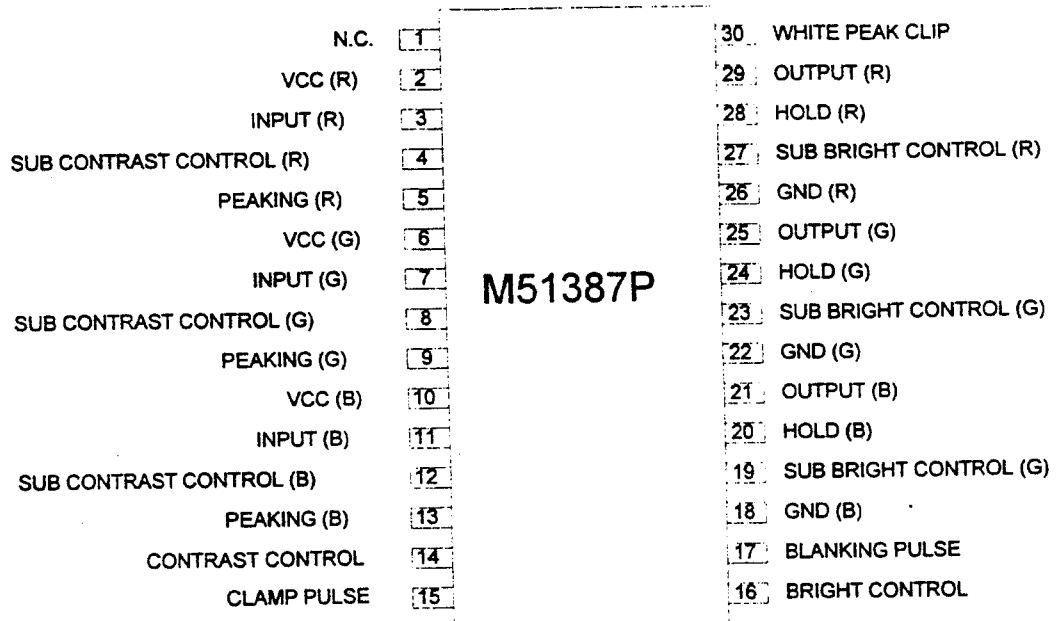 N.C. 1
VCC (R) 2
INPUT (R) 3
SUB CONTRAST CONTROL (R) 4
PEAKING (R) 5
VCC (G) 6
INPUT (G) 7
SUB CONTRAST CONTROL (G) 8
PEAKING (G) 9
VCC (B) 10
INPUT (B) 11
SUB CONTRAST CONTROL (B) 12
PEAKING (B) 13
CONTRAST CONTROL 14
CLAMP PULSE 15
M51387P
30 WHITE PEAK CLIP
29 OUTPUT (R)
28 HOLD (R)
27 SUB BRIGHT CONTROL (R)
26 GND (R)
25 OUTPUT (G)
24 HOLD (G)
23 SUB BRIGHT CONTROL (G)
22 GND (G)
21 OUTPUT (B)
20 HOLD (B)
19 SUB BRIGHT CONTROL (G)
18 GND (B)
17 BLANKING PULSE
16 BRIGHT CONTROL